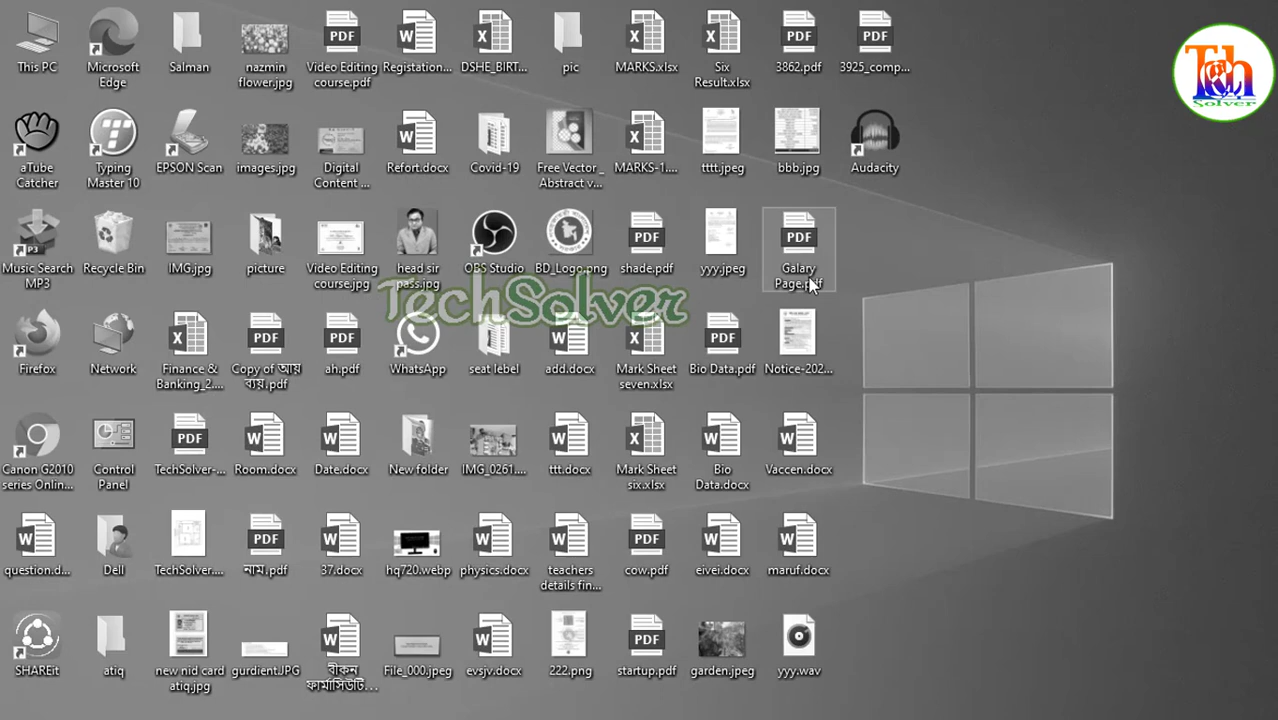 This PC
Microsoft
Edge
Salman
nazmin
flower.jpg
Video Editing
course.pdf
Registation...
DSHE_BIRT...
pic
MARKS.xlsx
Six
Result.xlsx
3862.pdf
3925_comp...
Tech
Solver
aTube
Catcher
Typing
Master 10
EPSON Scan
images.jpg
Digital
Content ...
Refort.docx
Covid-19
Free Vector _
Abstract v...
MARKS-1....
tttt.jpeg
bbb.jpg
Audacity
Music Search
MP3
Recycle Bin
IMG.jpg
picture
Video Editing
course.jpg
head sir
pass.jpg
OBS Studio
BD_Logo.png
shade.pdf
yyy.jpeg
Galary
Page.pdf
TechSolver
Firefox
Network
Finance &
Banking_2....
Copy of আয়
ব্যয়.pdf
ah.pdf
WhatsApp
seat lebel
add.docx
Mark Sheet
seven.xlsx
Bio Data.pdf
Notice-202...
Canon G2010
series Onlin...
Control
Panel
TechSolver-...
Room.docx
Date.docx
New folder
IMG_0261....
ttt.docx
Mark Sheet
six.xlsx
Bio
Data.docx
Vaccen.docx
question.d...
Dell
TechSolver....
নাম.pdf
37.docx
hq720.webp
physics.docx
teachers
details fin...
cow.pdf
eivei.docx
maruf.docx
SHAREit
atiq
new nid card
atiq.jpg
gurdient.JPG
বীকন
ফার্মাসিউটি...
File_000.jpeg
evsjv.docx
222.png
startup.pdf
garden.jpeg
yyy.wav